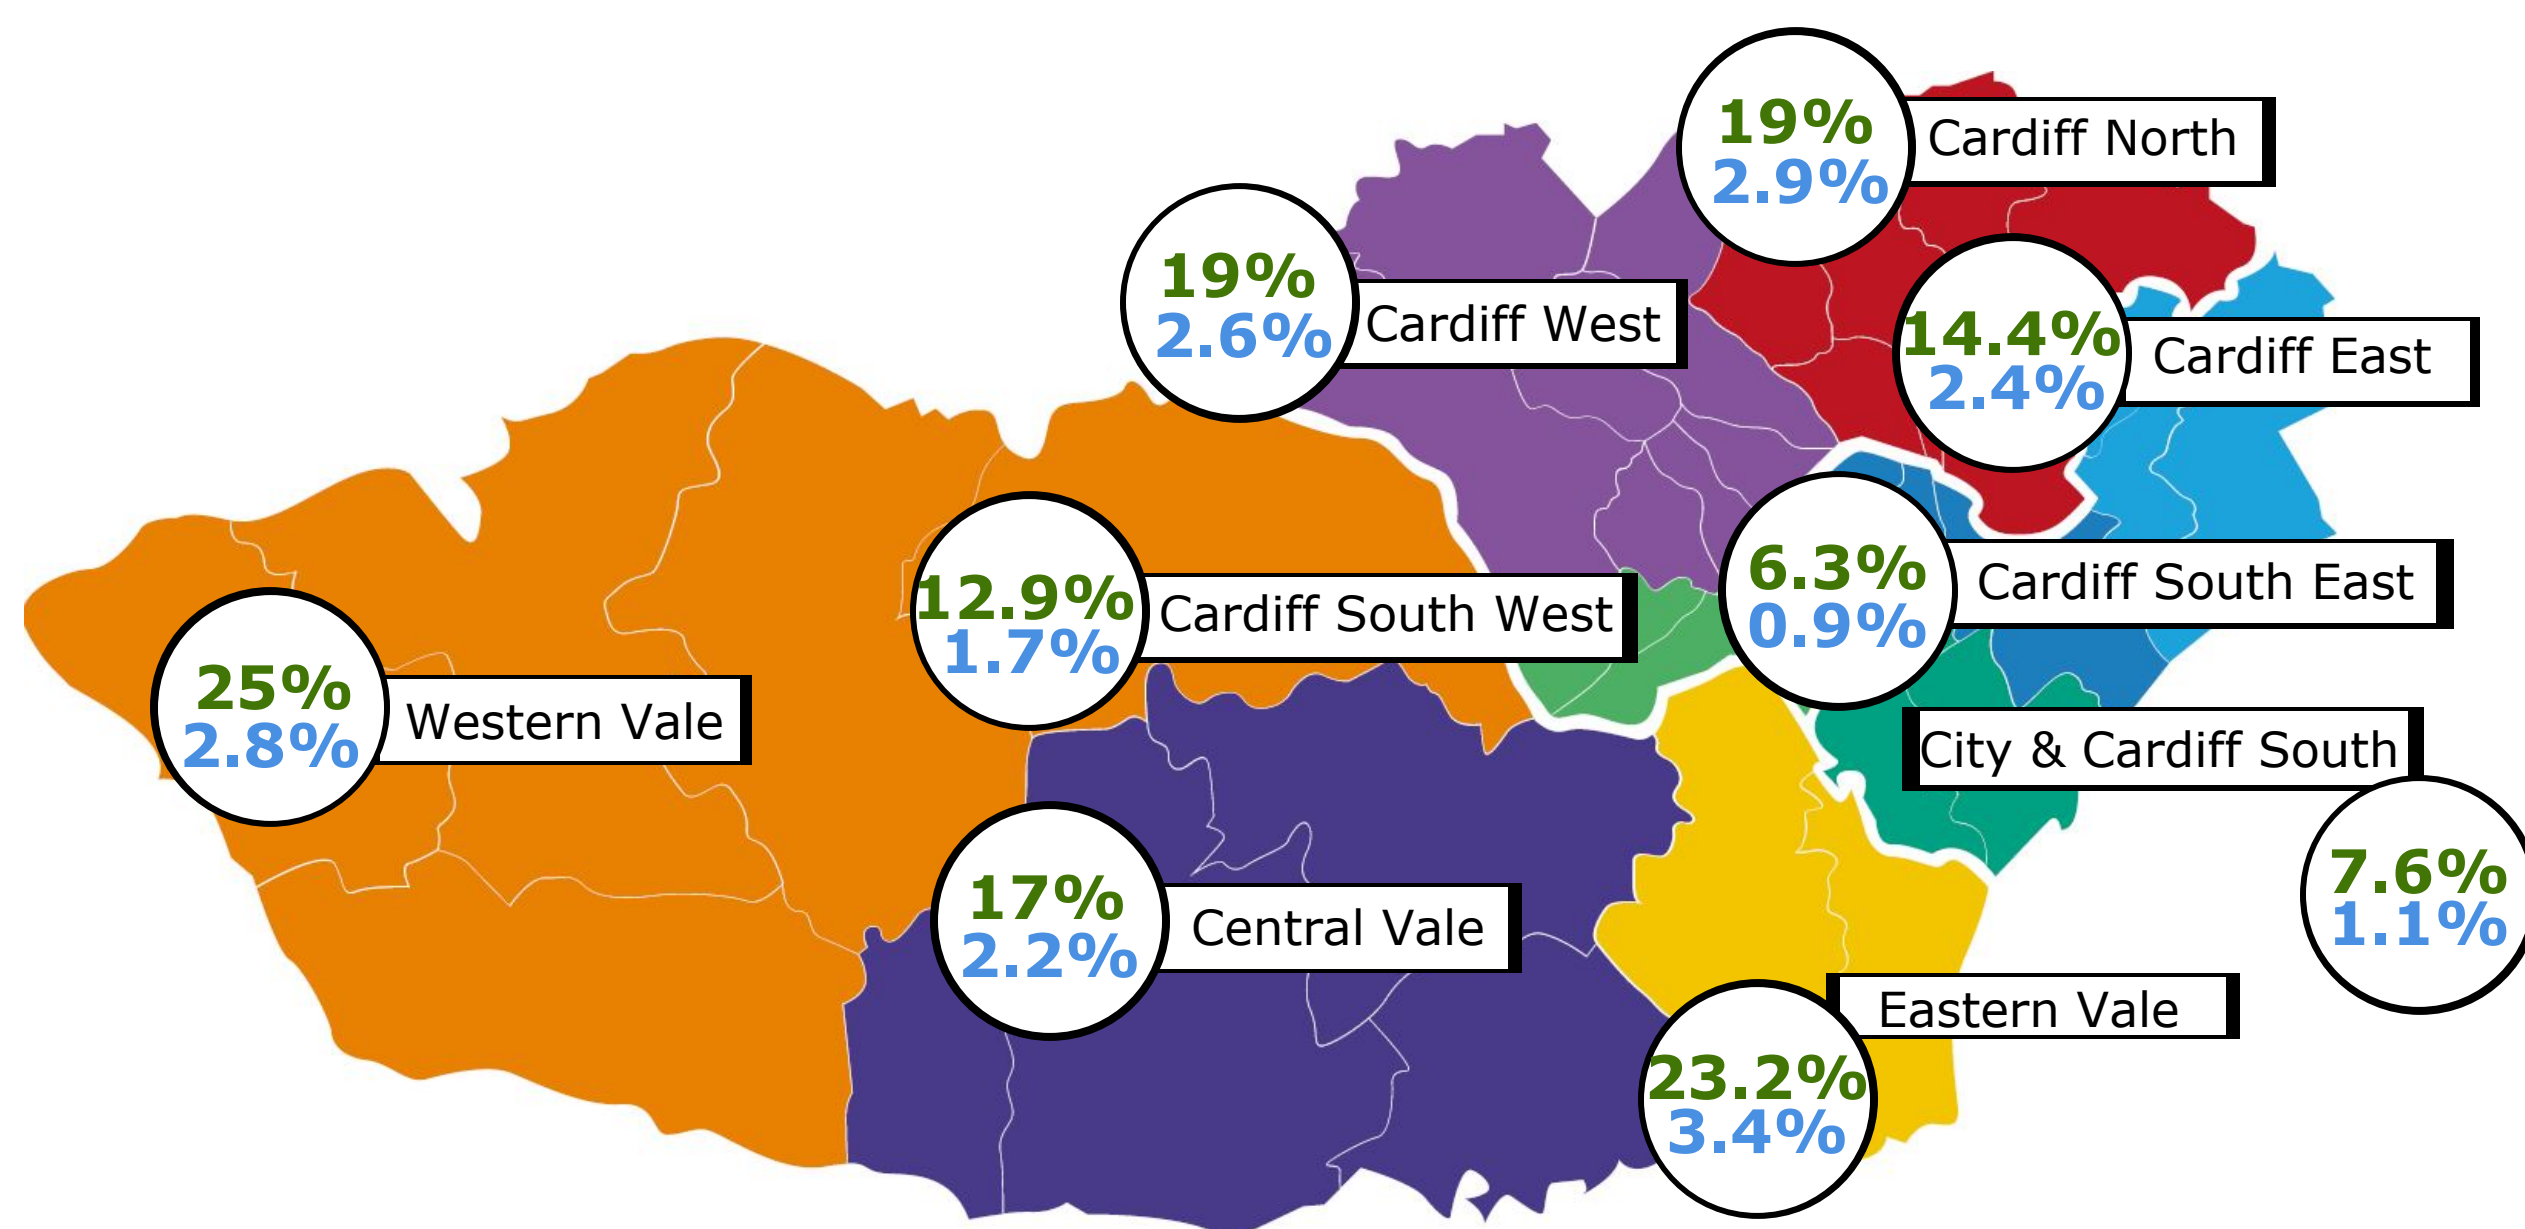 19%
2.9%
Cardiff North
19%
2.6%
Cardiff West
14.4%
2.4%
Cardiff East
12.9%
1.7%
Cardiff South West
6.3%
0.9%
Cardiff South East
25%
2.8%
Western Vale
City & Cardiff South
7.6%
1.1%
17%
2.2%
Central Vale
Eastern Vale
23.2%
3.4%